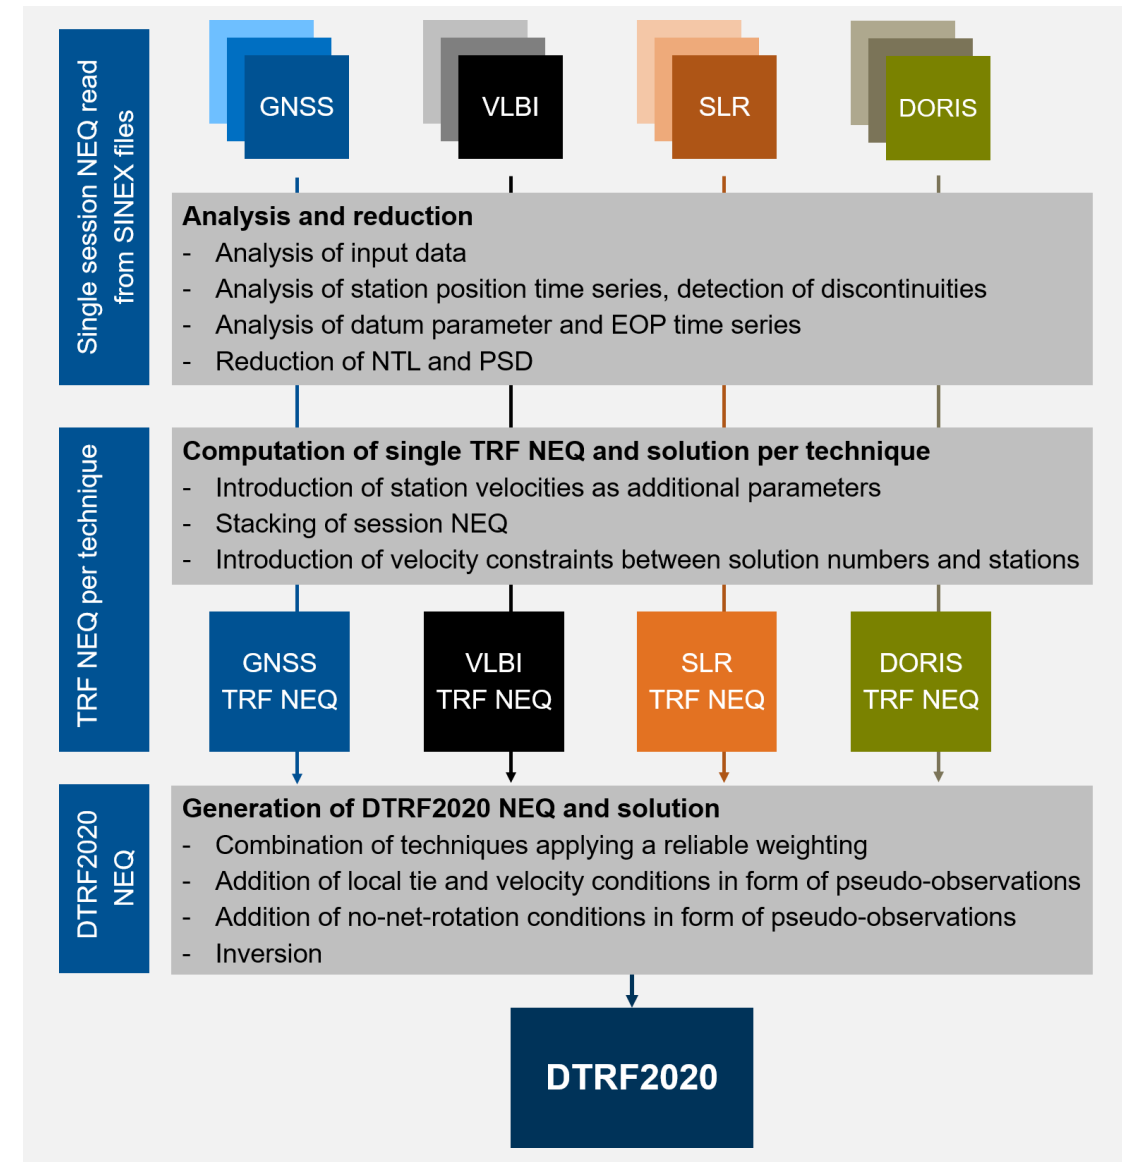 Single session NEQ read
from SINEX files
GNSS
VLBI
SLR
DORIS
Analysis and reduction
- Analysis of input data
- Analysis of station position time series, detection of discontinuities
- Analysis of datum parameter and EOP time series
- Reduction of NTL and PSD
TRF NEQ per technique
Computation of single TRF NEQ and solution per technique
- Introduction of station velocities as additional parameters
- Stacking of session NEQ
- Introduction of velocity constraints between solution numbers and stations
GNSS
TRF NEQ
VLBI
TRF NEQ
SLR
TRF NEQ
DORIS
TRF NEQ
DTRF2020
NEQ
Generation of DTRF2020 NEQ and solution
- Combination of techniques applying a reliable weighting
- Addition of local tie and velocity conditions in form of pseudo-observations
- Addition of no-net-rotation conditions in form of pseudo-observations
- Inversion
DTRF2020